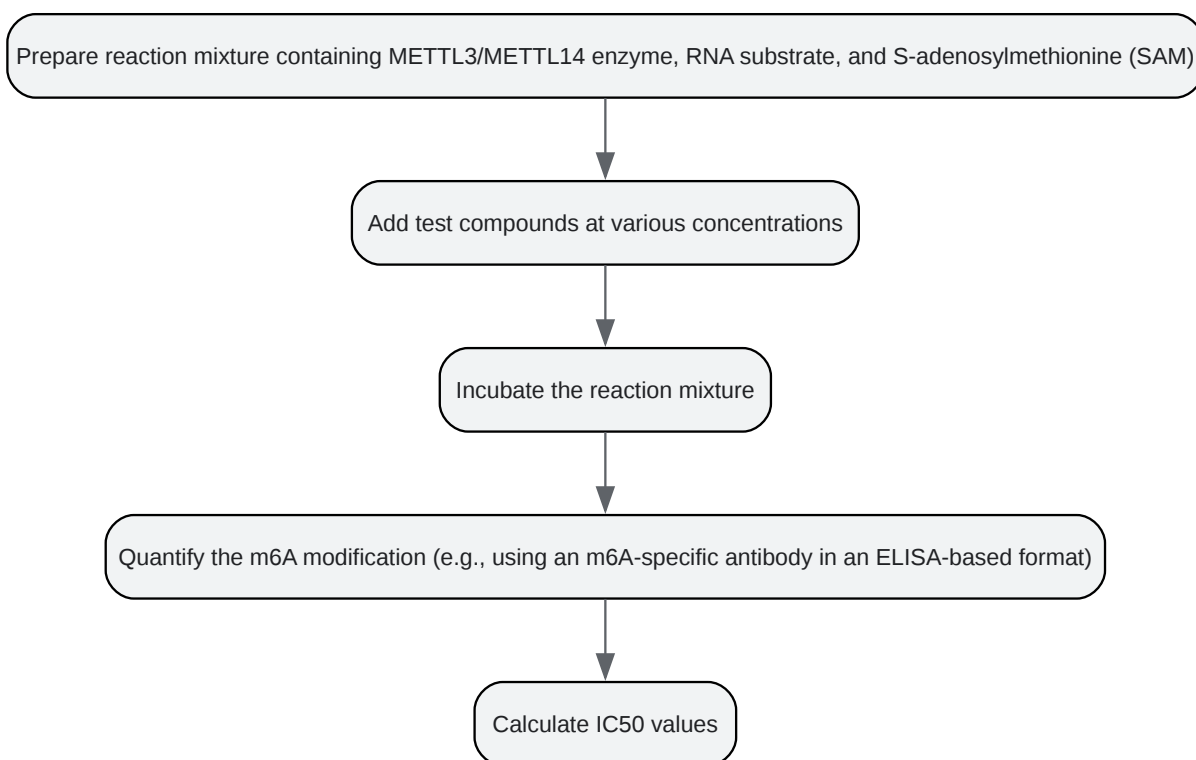 Prepare reaction mixture containing METTL3/METTL14 enzyme, RNA substrate, and S-adenosylmethionine (SAM)
Add test compounds at various concentrations
Incubate the reaction mixture
Quantify the m6A modification (e.g., using an m6A-specific antibody in an ELISA-based format)
Calculate IC50 values